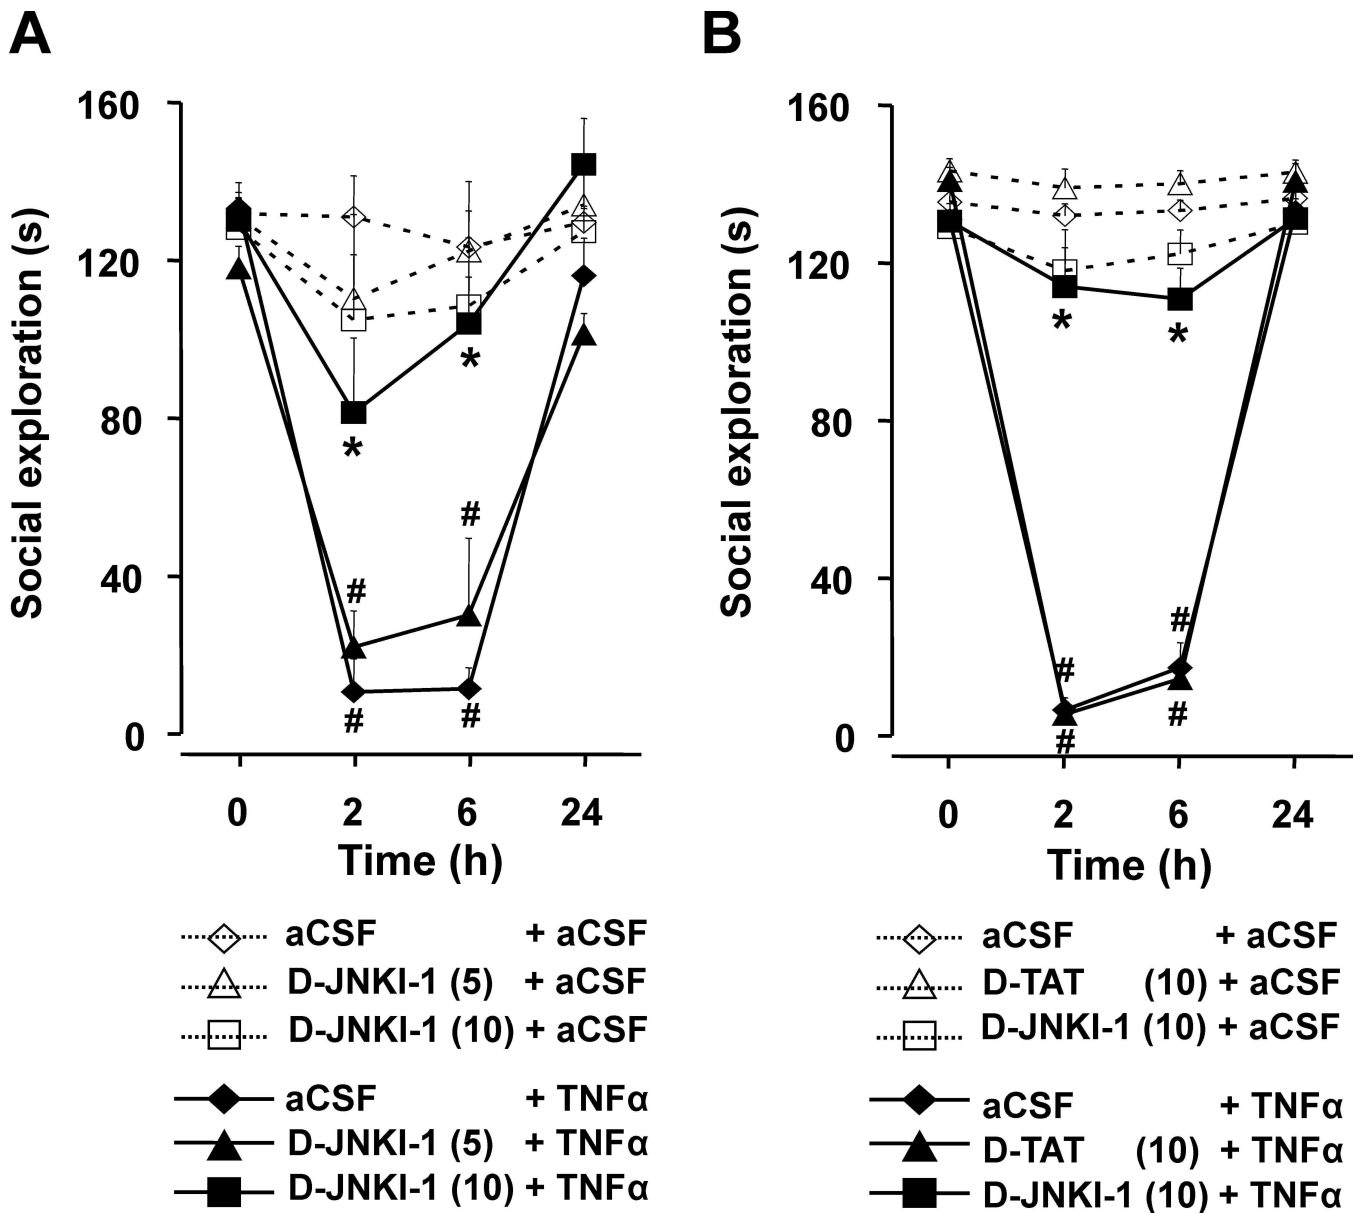 A
Social exploration (s)
160
120
80
40
0
*
*
#
#
#
#
0 2 6 24
Time (h)
aCSF + aCSF
D-JNKI-1 (5) + aCSF
D-JNKI-1 (10) + aCSF
aCSF + TNFα
D-JNKI-1 (5) + TNFα
D-JNKI-1 (10) + TNFα
B
Social exploration (s)
160
120
80
40
0
*
*
#
#
#
#
0 2 6 24
Time (h)
aCSF + aCSF
D-TAT (10) + aCSF
D-JNKI-1 (10) + aCSF
aCSF + TNFα
D-TAT (10) + TNFα
D-JNKI-1 (10) + TNFα